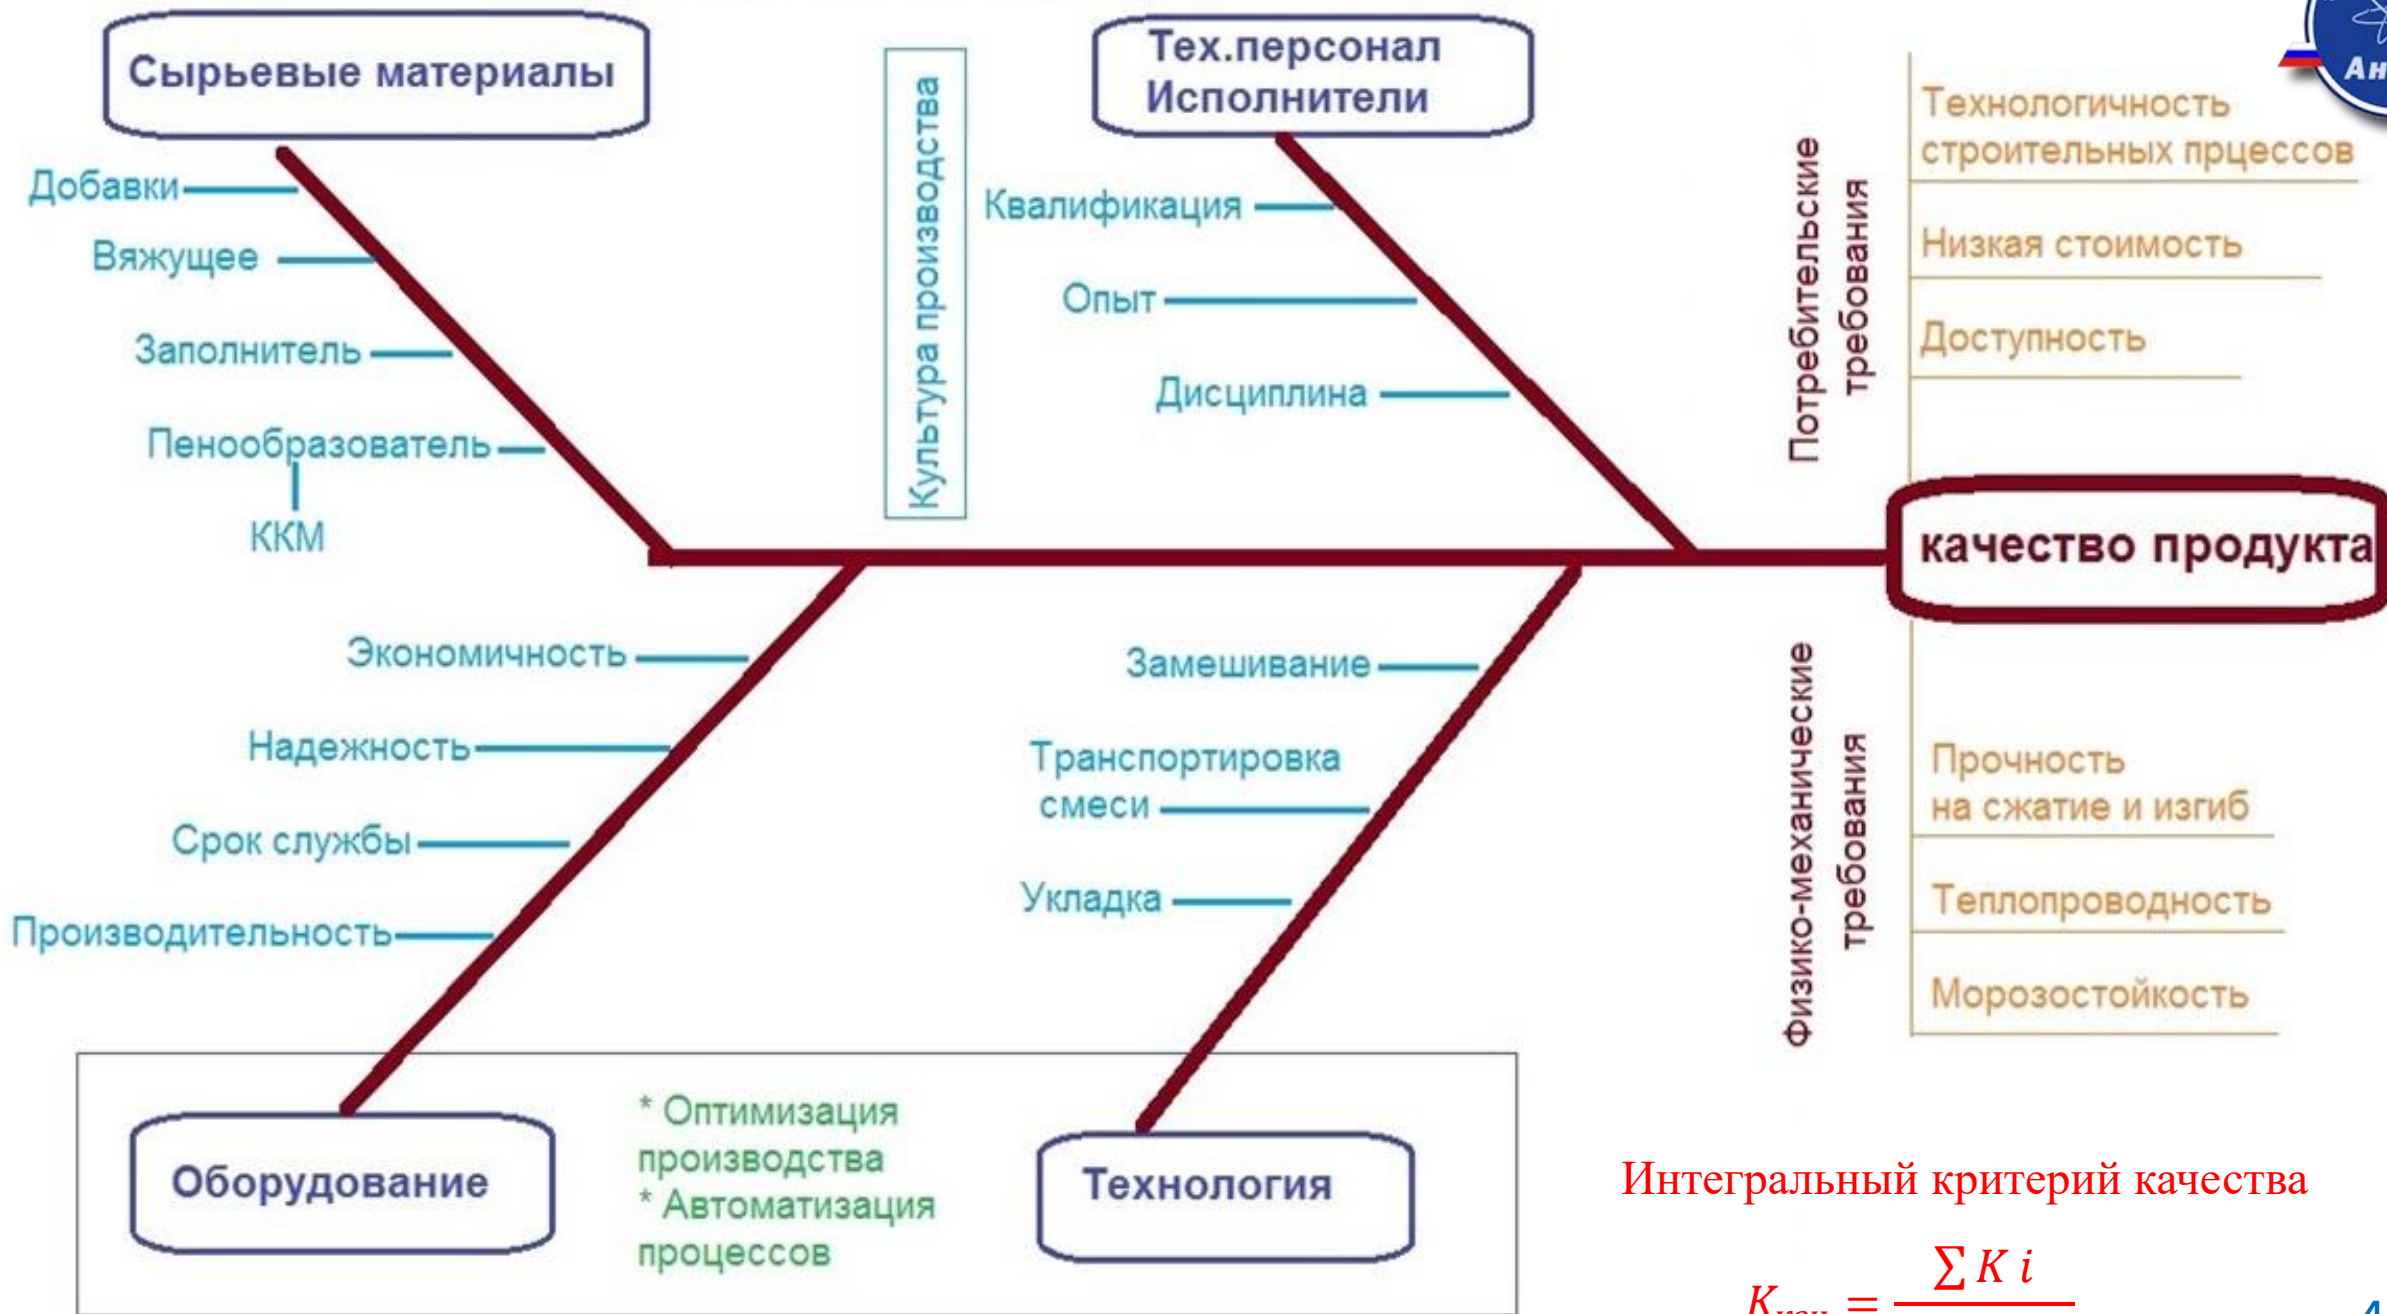 Сырьевые материалы
Добавки
Вяжущее
Заполнитель
Пенообразователь
ККМ
Культура производства
Тех.персонал
Исполнители
Квалификация
Опыт
Дисциплина
Потребительские
требования
Технологичность
строительных прцессов
Низкая стоимость
Доступность
качество продукта
Экономичность
Надежность
Срок службы
Производительность
Замешивание
Транспортировка
смеси
Укладка
Физико-механические
требования
Прочность
на сжатие и изгиб
Теплопроводность
Морозостойкость
Оборудование
* Оптимизация
производства
* Автоматизация
процессов
Технология
Интегральный критерий качества
∑ K i
K =